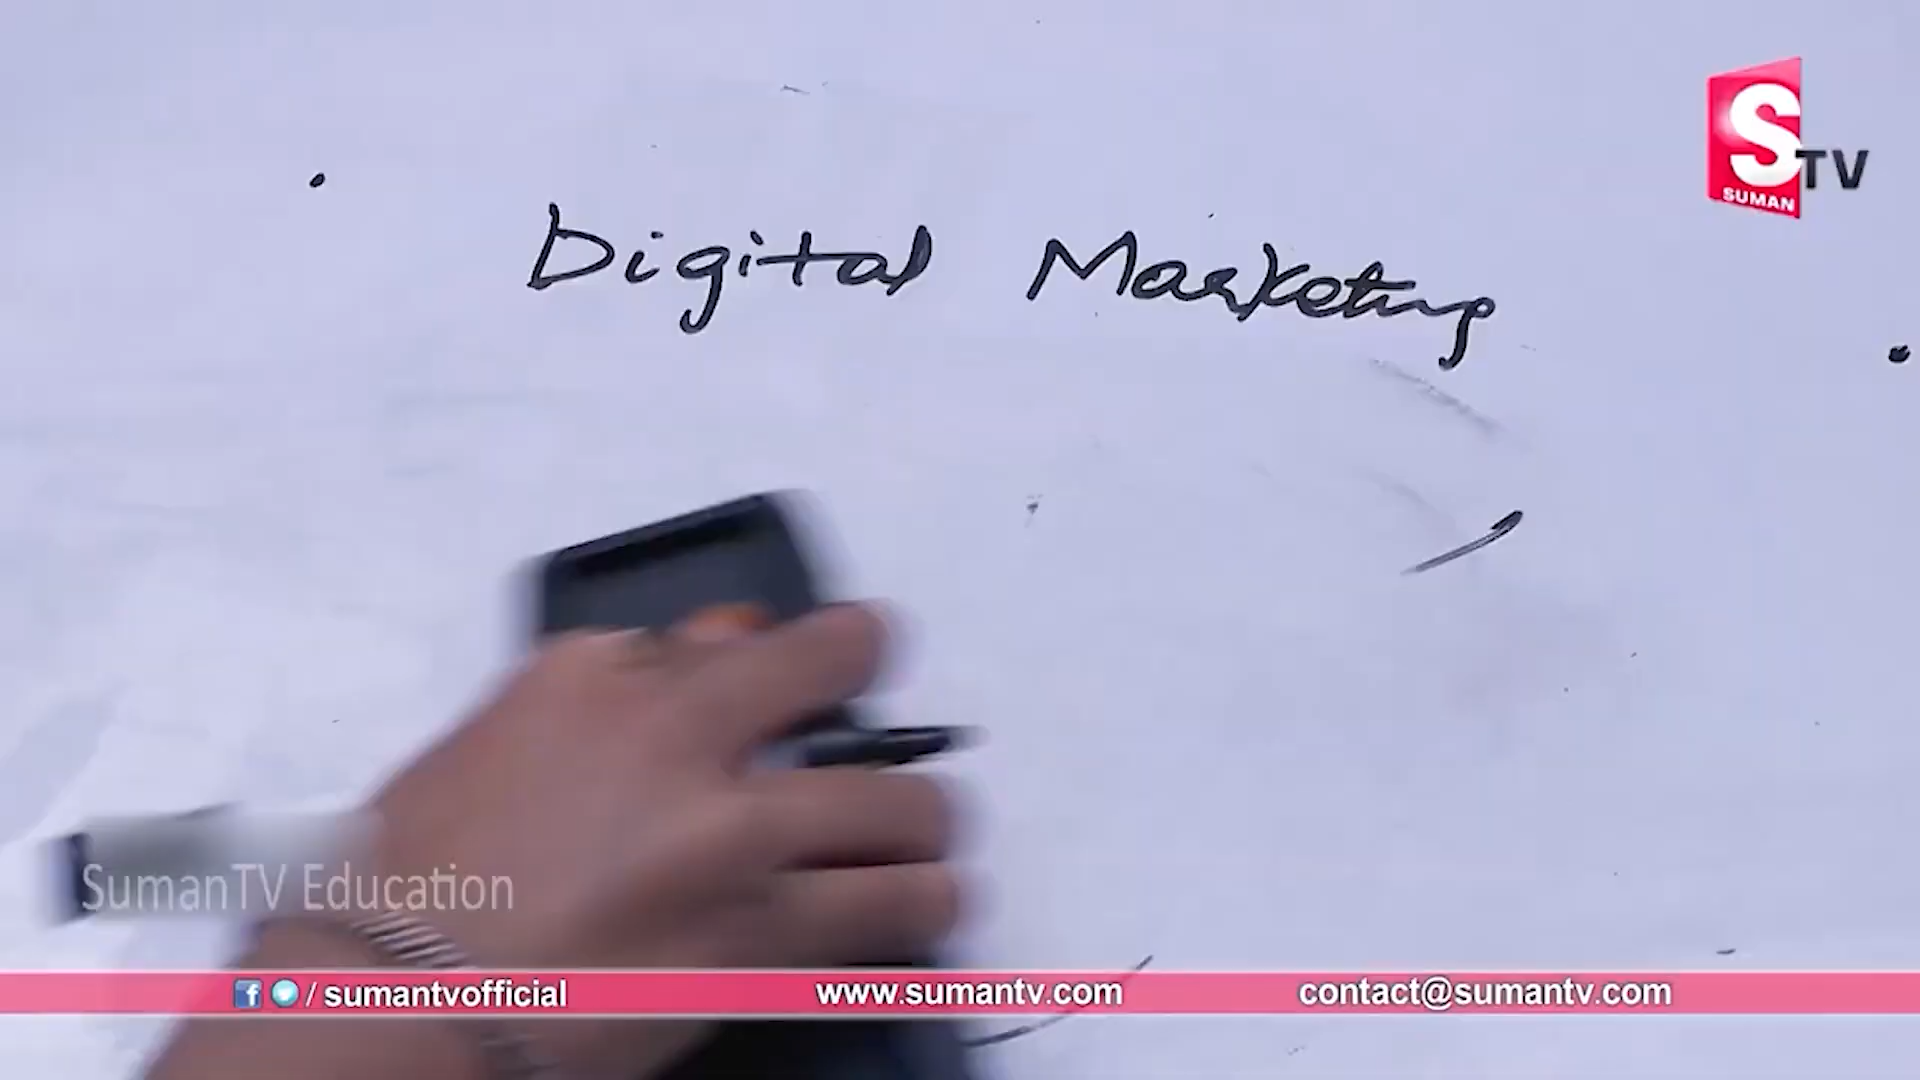 S TV
SUMAN
Digital Marketing
SumanTV Education
f / sumantvofficial
www.sumantv.com
contact@sumantv.com